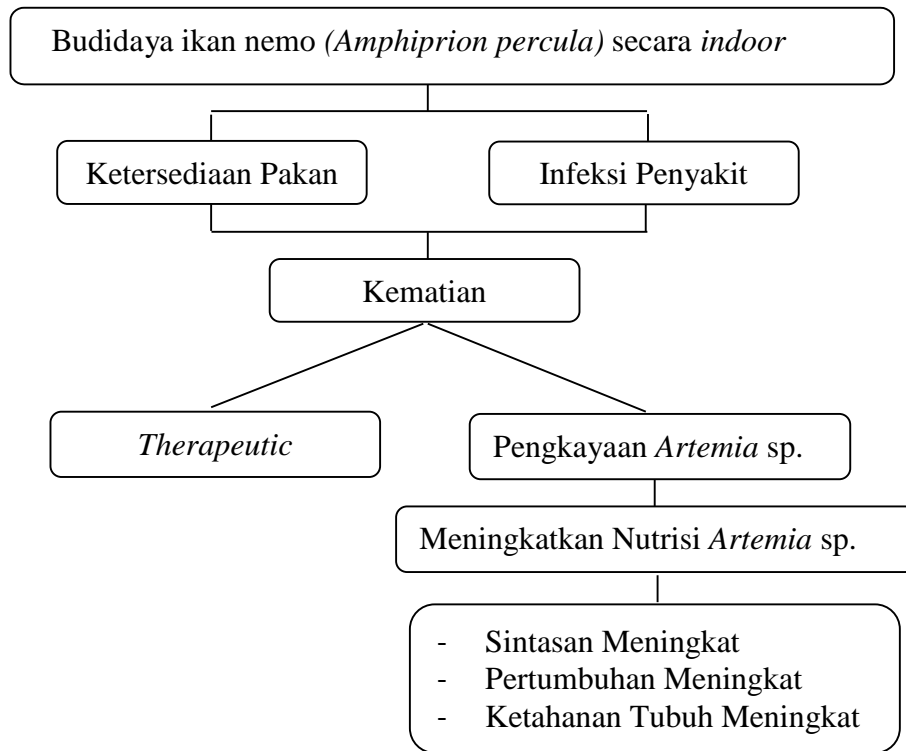 Budidaya ikan nemo (Amphiprion percula) secara indoor
Ketersediaan Pakan
Infeksi Penyakit
Kematian
Therapeutic
Pengkayaan Artemia sp.
Meningkatkan Nutrisi Artemia sp.
- Sintasan Meningkat
- Pertumbuhan Meningkat
- Ketahanan Tubuh Meningkat